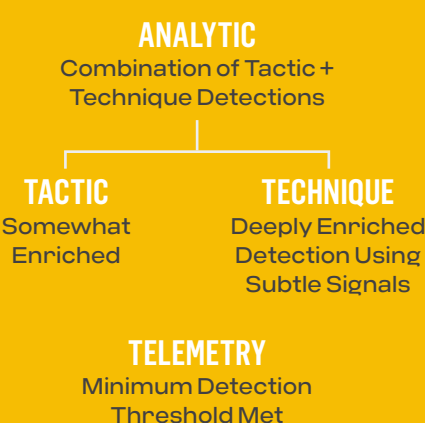 ANALYTIC
Combination of Tactic +
Technique Detections
TACTIC
Somewhat
Enriched
TECHNIQUE
Deeply Enriched
Detection Using
Subtle Signals
TELEMETRY
Minimum Detection
Threshold Met